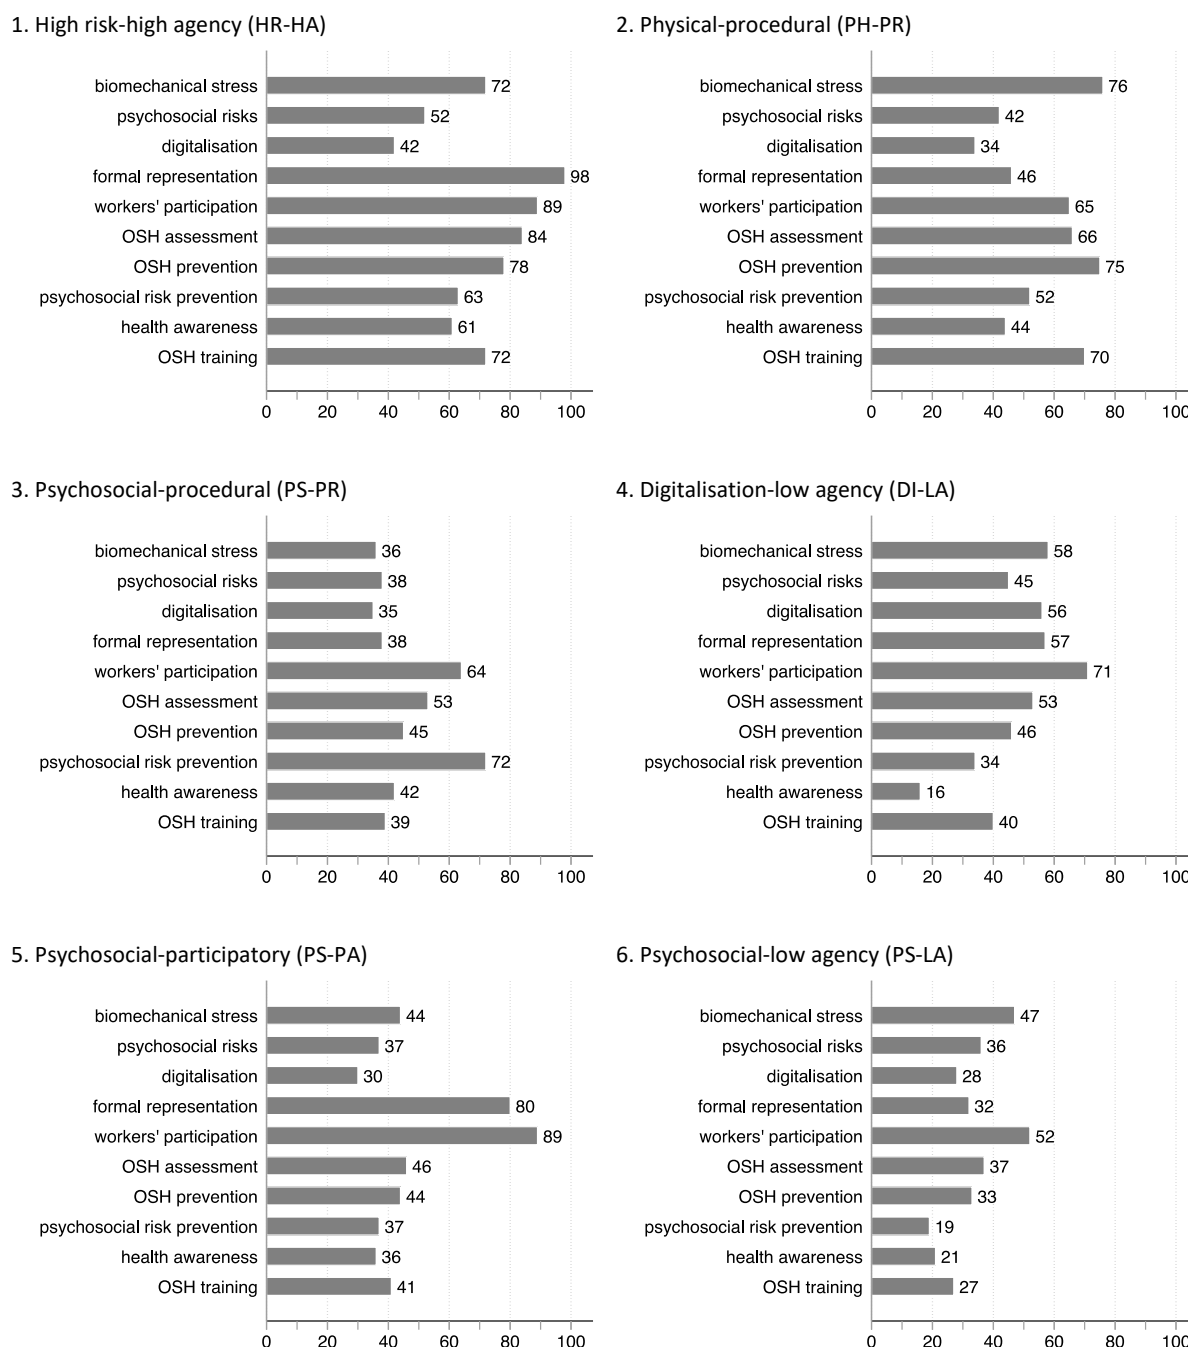 1. High risk-high agency (HR-HA)
biomechanical stress 72
psychosocial risks 52
digitalisation 42
formal representation 98
workers' participation 89
OSH assessment 84
OSH prevention 78
psychosocial risk prevention 63
health awareness 61
OSH training 72
0 20 40 60 80 100
2. Physical-procedural (PH-PR)
biomechanical stress 76
psychosocial risks 42
digitalisation 34
formal representation 46
workers' participation 65
OSH assessment 66
OSH prevention 75
psychosocial risk prevention 52
health awareness 44
OSH training 70
0 20 40 60 80 100
3. Psychosocial-procedural (PS-PR)
biomechanical stress 36
psychosocial risks 38
digitalisation 35
formal representation 38
workers' participation 64
OSH assessment 53
OSH prevention 45
psychosocial risk prevention 72
health awareness 42
OSH training 39
0 20 40 60 80 100
4. Digitalisation-low agency (DI-LA)
biomechanical stress 58
psychosocial risks 45
digitalisation 56
formal representation 57
workers' participation 71
OSH assessment 53
OSH prevention 46
psychosocial risk prevention 34
health awareness 16
OSH training 40
0 20 40 60 80 100
5. Psychosocial-participatory (PS-PA)
biomechanical stress 44
psychosocial risks 37
digitalisation 30
formal representation 80
workers' participation 89
OSH assessment 46
OSH prevention 44
psychosocial risk prevention 37
health awareness 36
OSH training 41
0 20 40 60 80 100
6. Psychosocial-low agency (PS-LA)
biomechanical stress 47
psychosocial risks 36
digitalisation 28
formal representation 32
workers' participation 52
OSH assessment 37
OSH prevention 33
psychosocial risk prevention 19
health awareness 21
OSH training 27
0 20 40 60 80 100